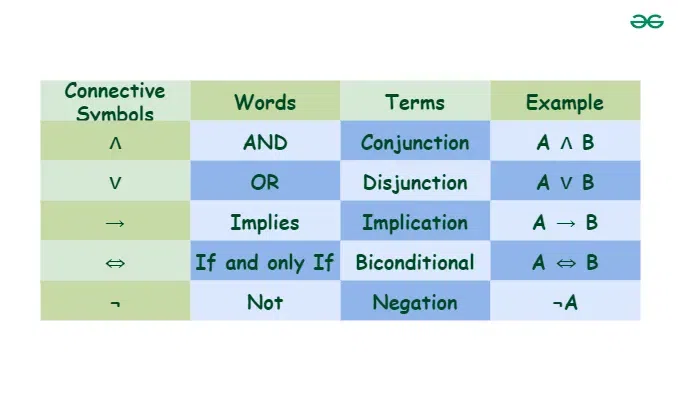 Connective Symbols Words Terms Example
∧ AND Conjunction A ∧ B
∨ OR Disjunction A ∨ B
→ Implies Implication A → B
⇔ If and only If Biconditional A ⇔ B
¬ Not Negation ¬A